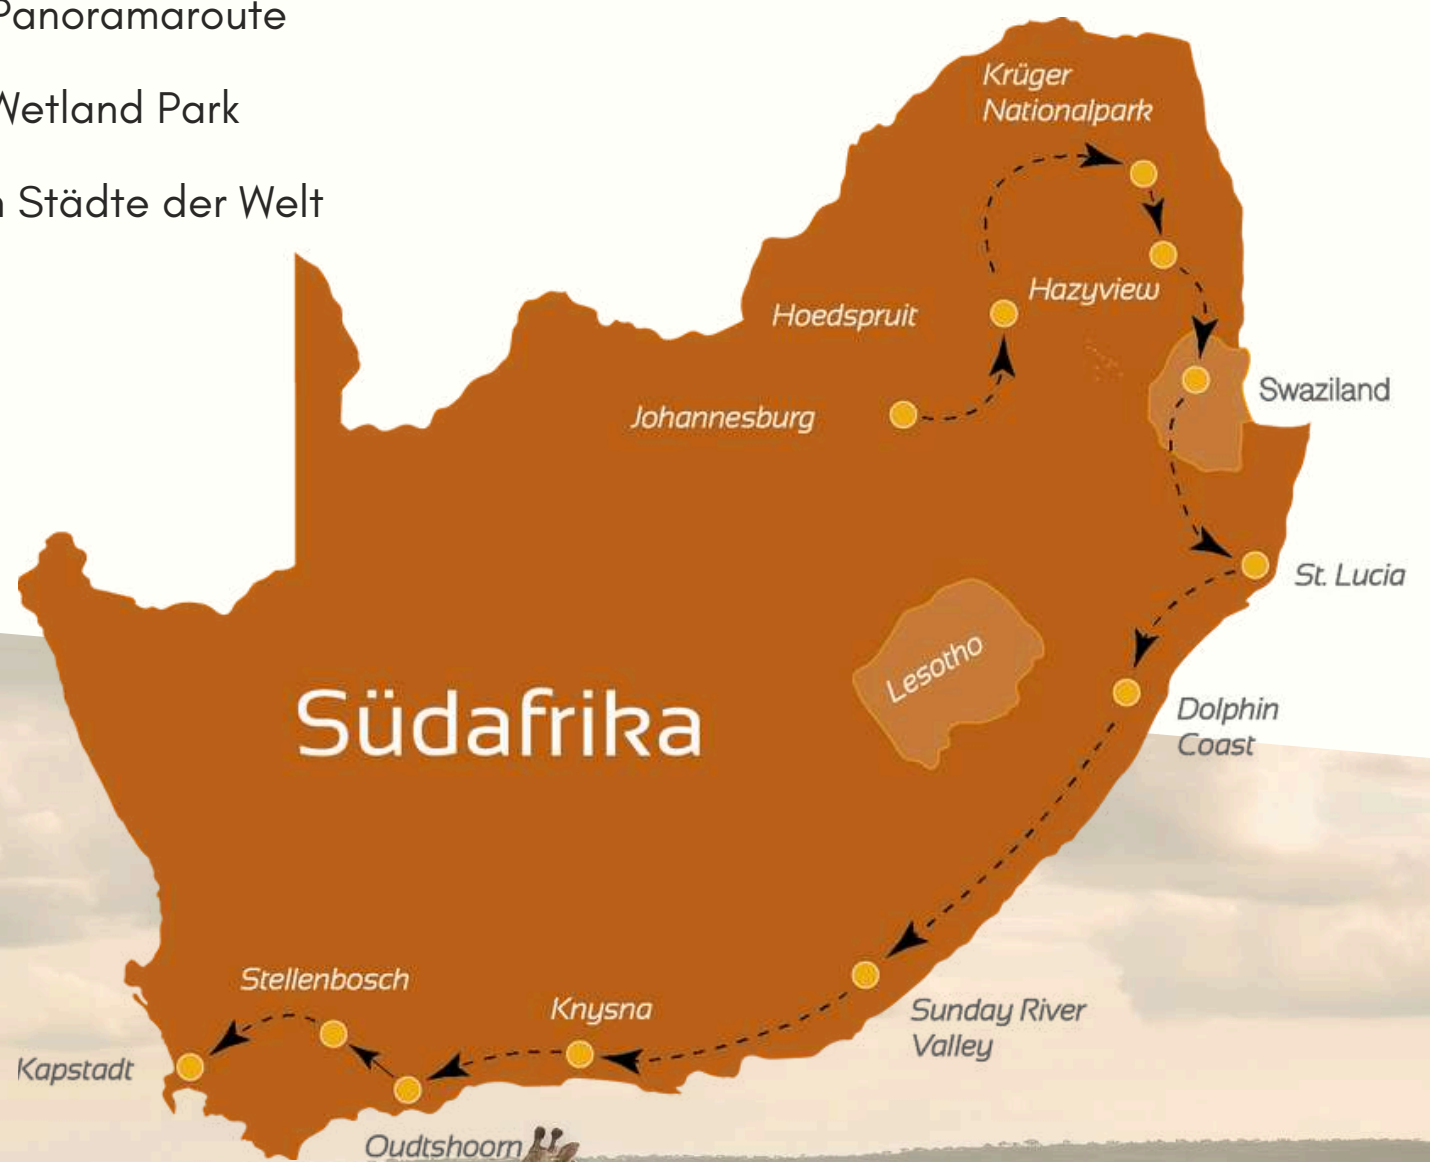 Panoramaroute
Wetland Park
n Städte der Welt
Krüger
Nationalpark
Hazyview
Hoedspruit
Johannesburg
Swaziland
St. Lucia
Lesotho
Südafrika
Dolphin
Coast
Stellenbosch
Knysna
Sunday River
Valley
Kapstadt
Oudtshoorn